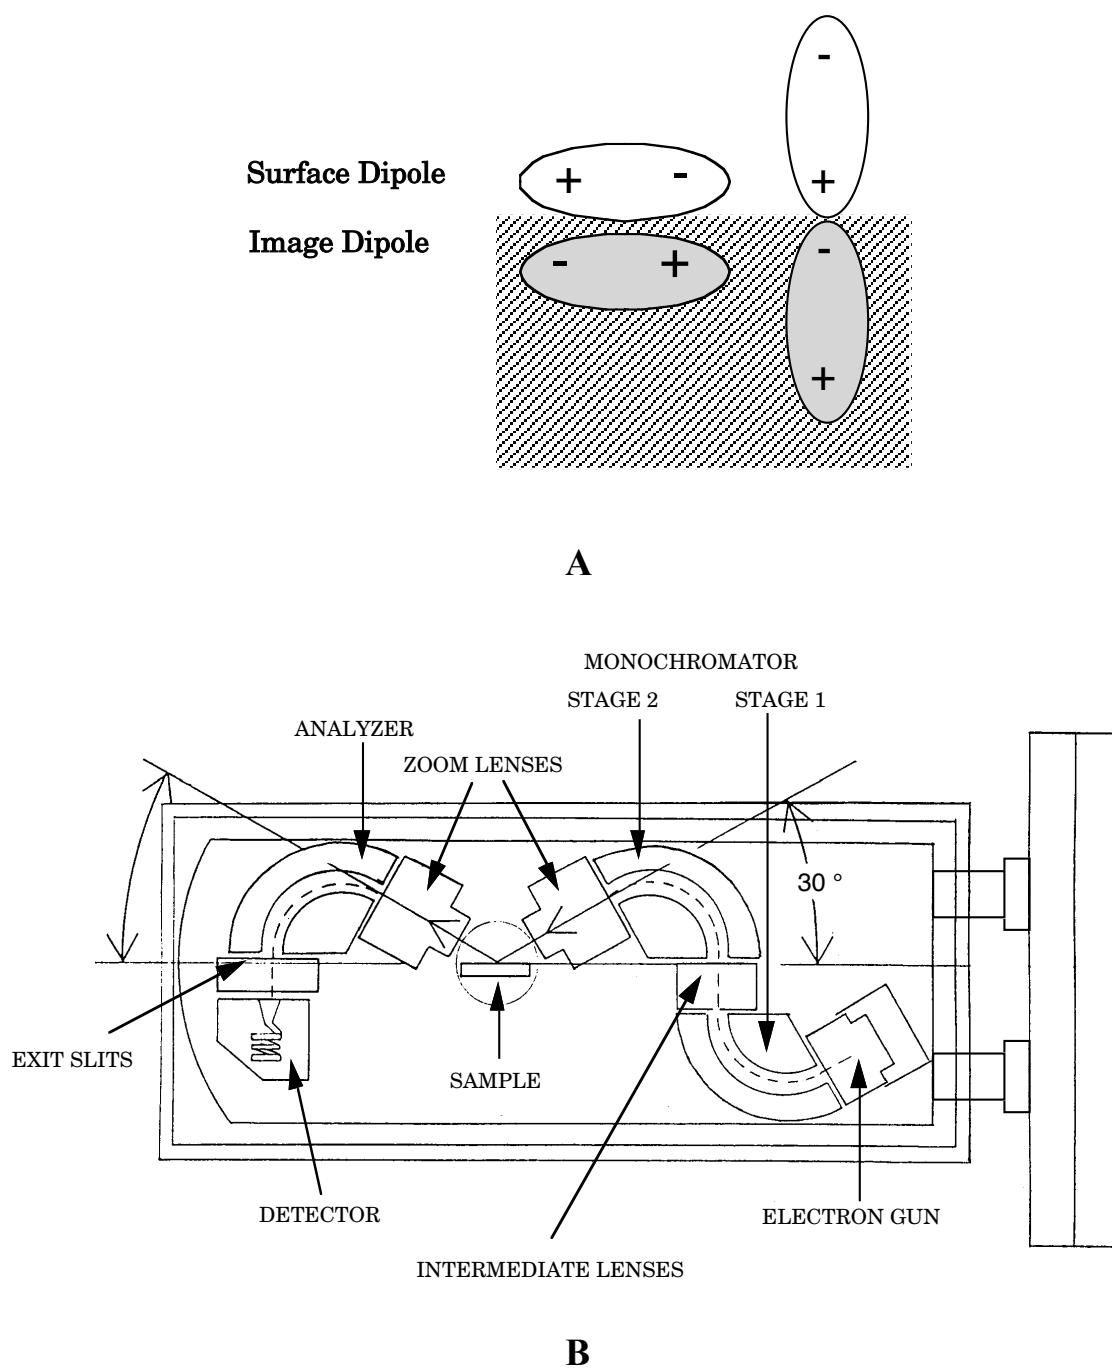 -
+
Surface Dipole
+ -
Image Dipole
- +
-
+
A
MONOCHROMATOR
STAGE 2 STAGE 1
ANALYZER
ZOOM LENSES
30 °
EXIT SLITS
SAMPLE
DETECTOR
ELECTRON GUN
INTERMEDIATE LENSES
B